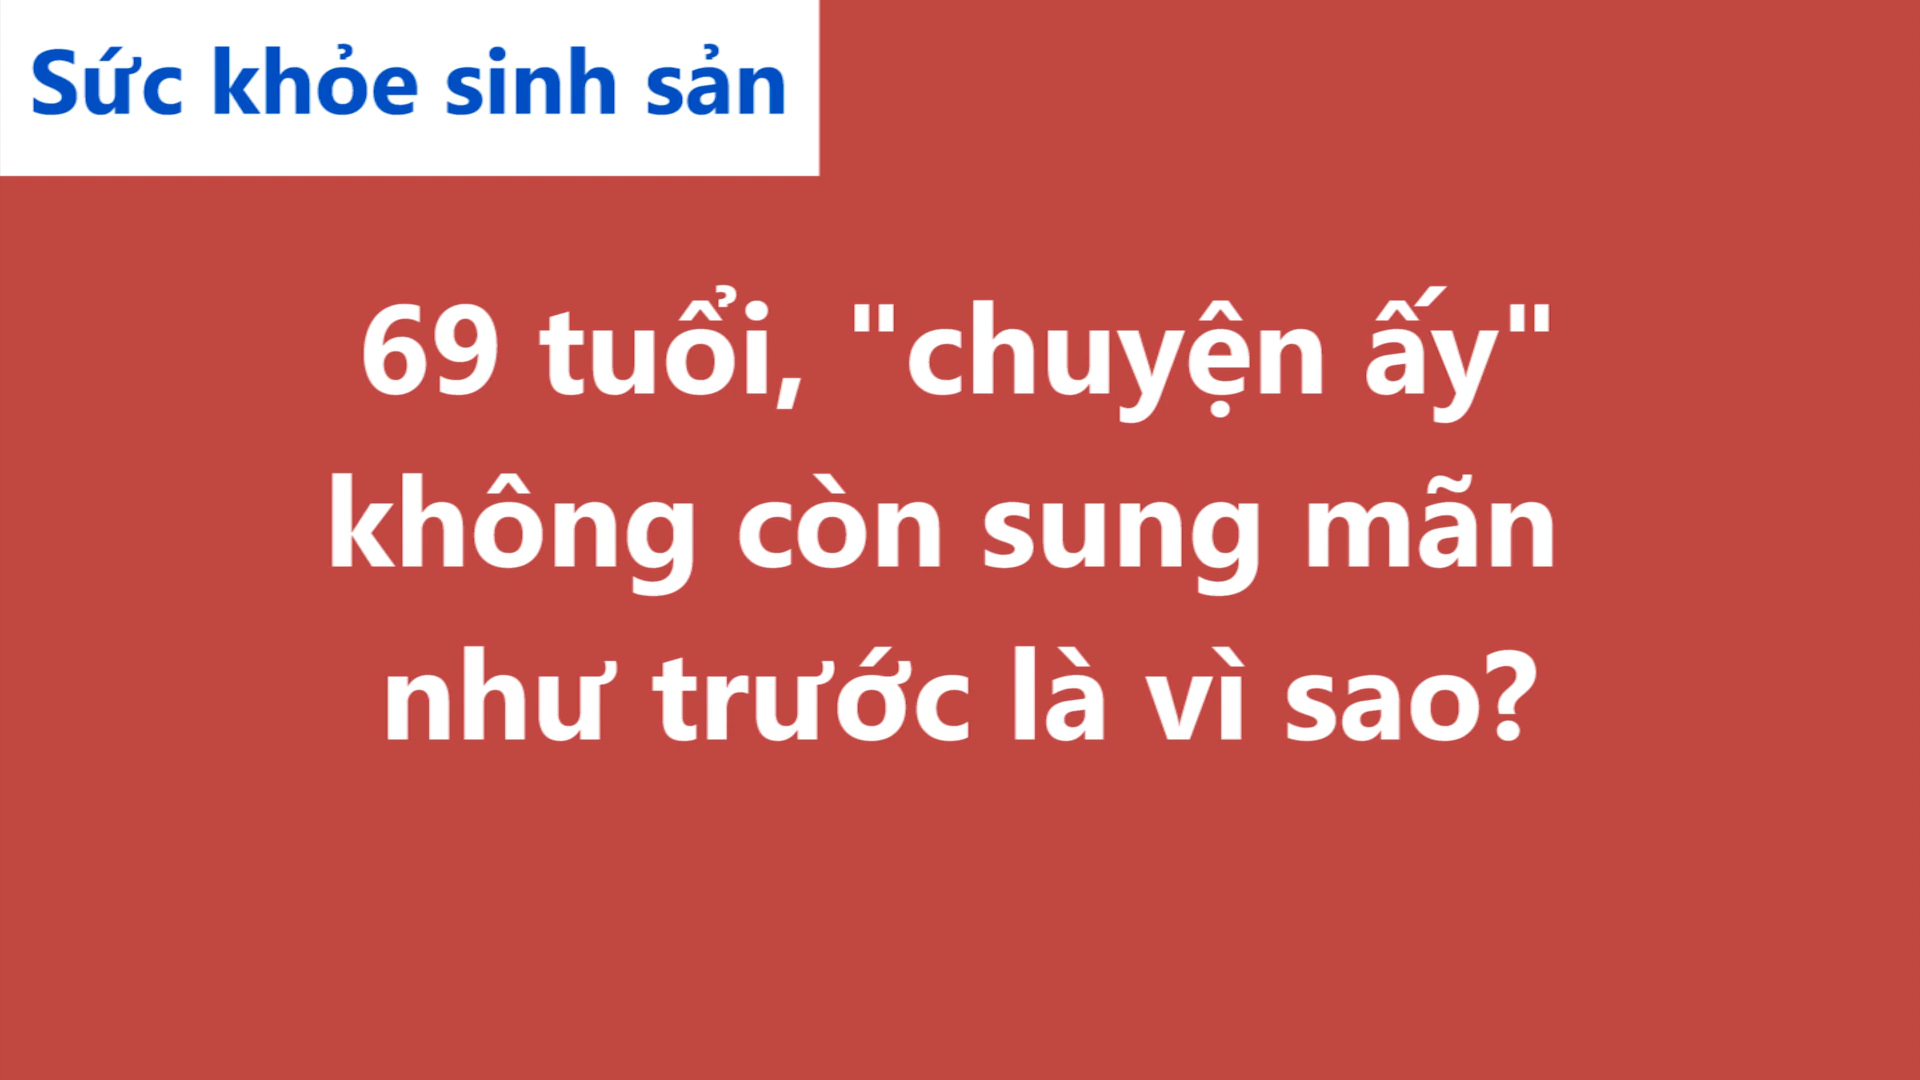 Sức khỏe sinh sản
69 tuổi, "chuyện ấy"
không còn sung mãn
như trước là vì sao?